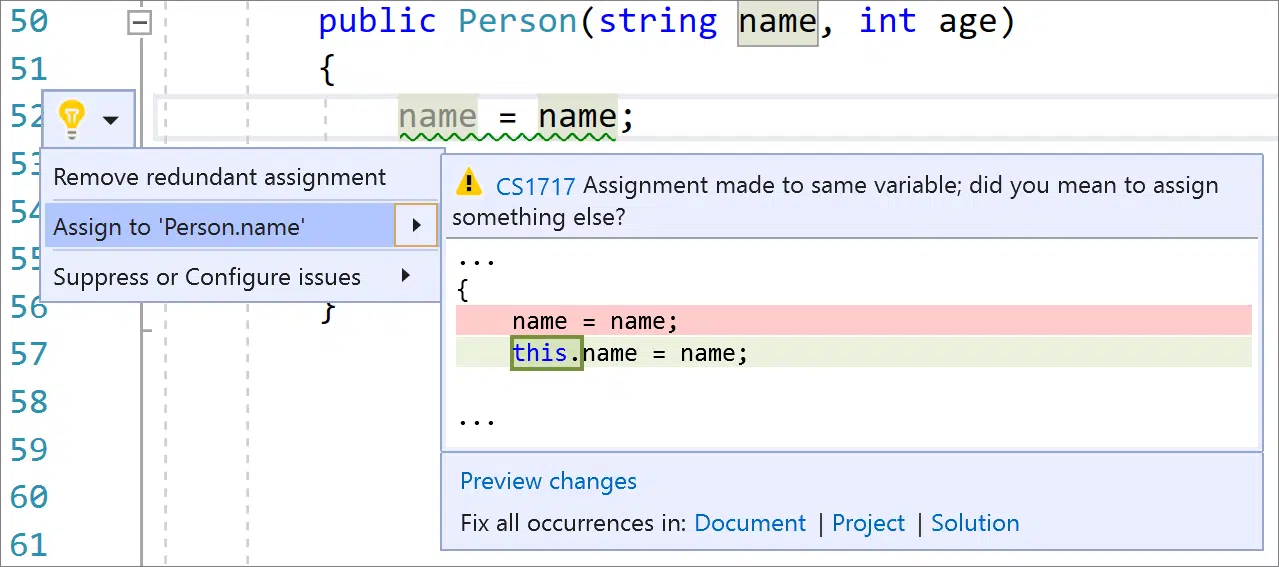 50 public Person(string name, int age)
51 {
52 name = name;
53
54
55
56 }
57
58
59
60
61
Remove redundant assignment
Assign to 'Person.name'
Suppress or Configure issues
CS1717 Assignment made to same variable; did you mean to assign
something else?
...
{
name = name;
this.name = name;
...
Preview changes
Fix all occurrences in: Document | Project | Solution